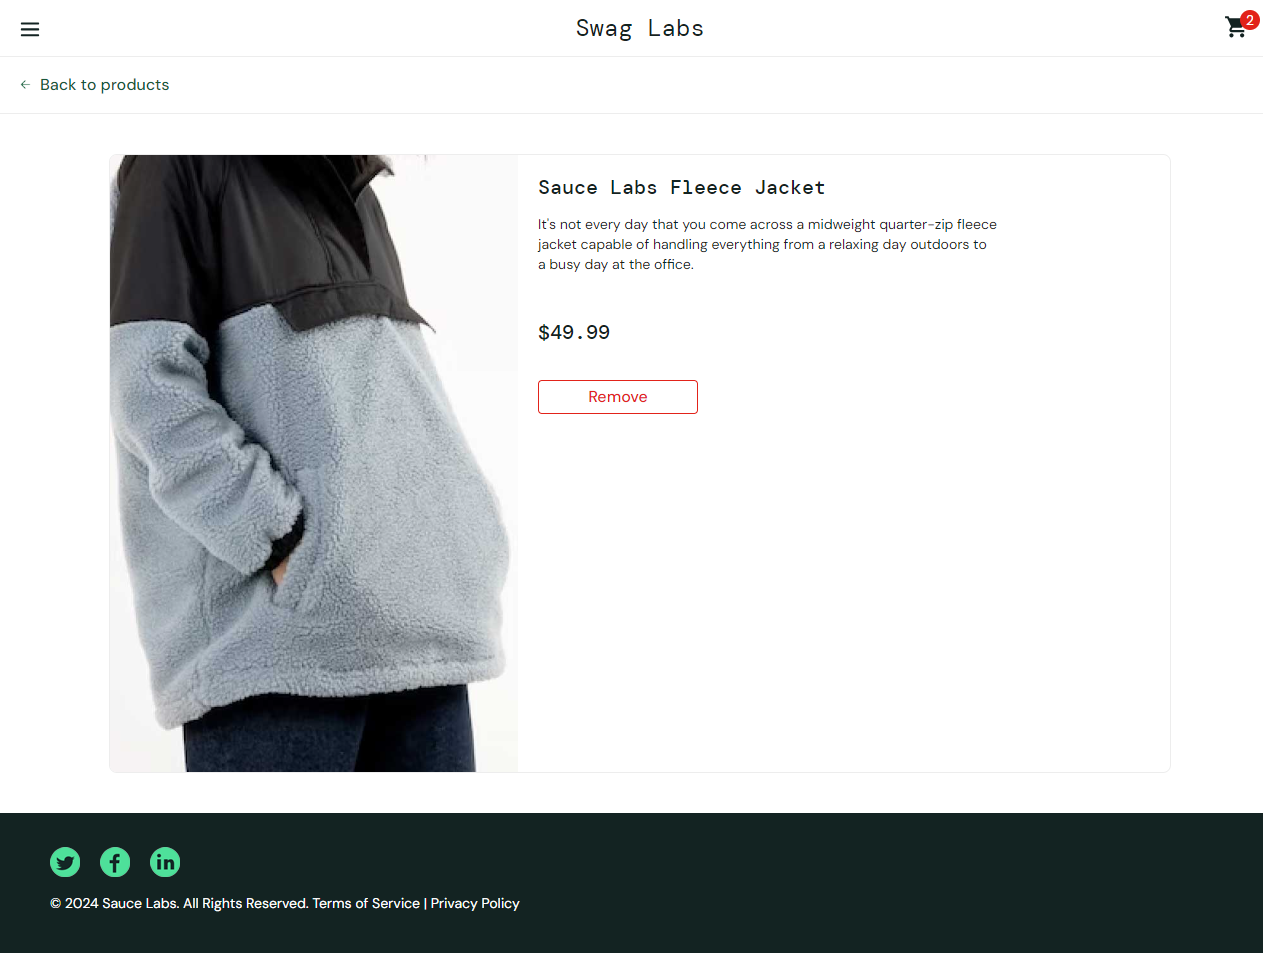 Swag Labs
2
Back to products
Sauce Labs Fleece Jacket
It's not every day that you come across a midweight quarter-zip fleece
jacket capable of handling everything from a relaxing day outdoors to
a busy day at the office.
$49.99
Remove
© 2024 Sauce Labs. All Rights Reserved. Terms of Service | Privacy Policy